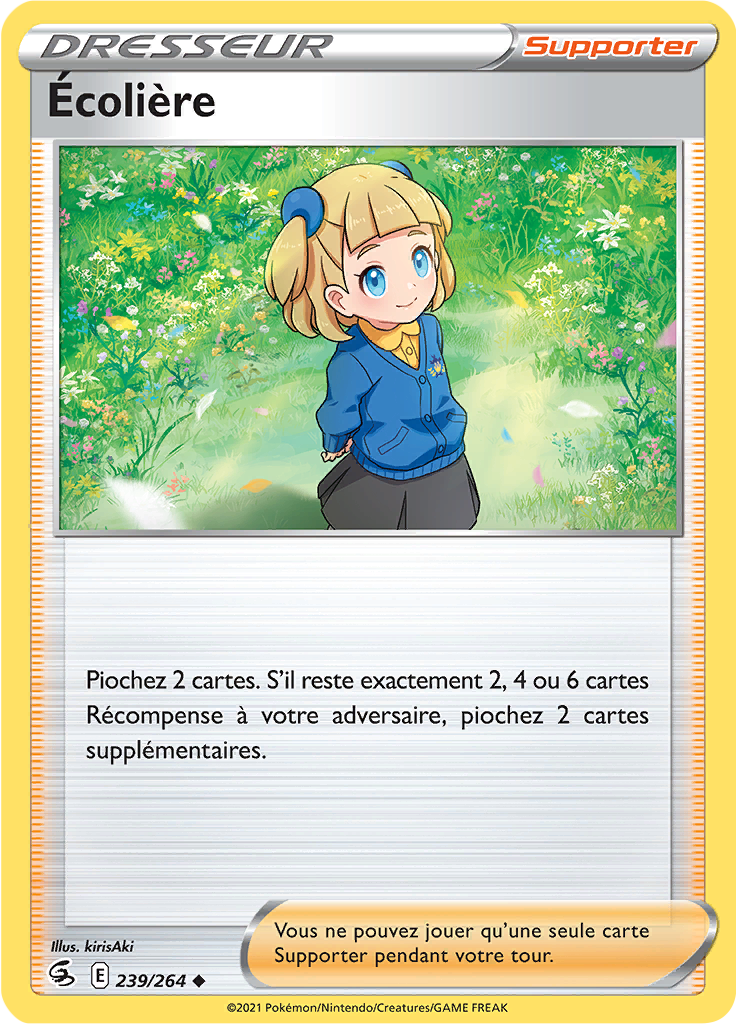 DRESSEUR
Supporter
Écolière
Piochez 2 cartes. S'il reste exactement 2, 4 ou 6 cartes
Récompense à votre adversaire, piochez 2 cartes
supplémentaires.
Vous ne pouvez jouer qu'une seule carte
Supporter pendant votre tour.
Illus. kirisAki
E 239/264 ◆
©2021 Pokémon/Nintendo/Creatures/GAME FREAK